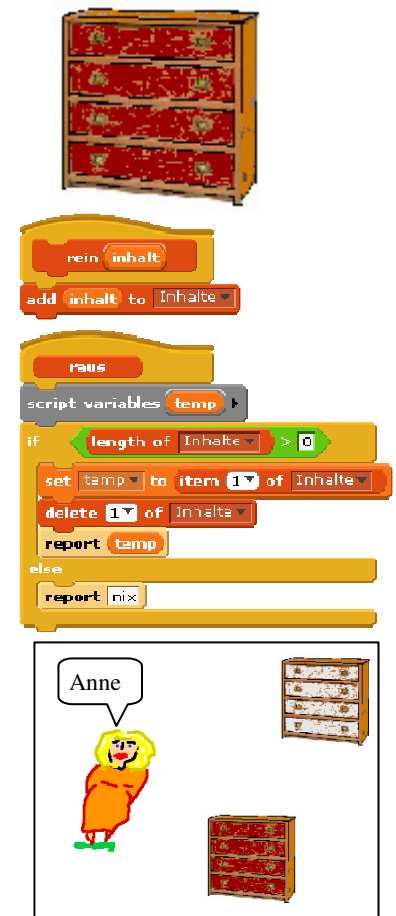 rein inhalt
add inhalt to Inhalte
raus
script variables temp
if length of Inhalte > 0
set temp to item 1 of Inhalte
delete 1 of Inhalte
report temp
else
report nix
Anne